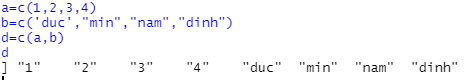 a=c(1,2,3,4)
b=c('duc',"min","nam","dinh")
d=c(a,b)
d
] "1" "2" "3" "4" "duc" "min" "nam" "dinh"